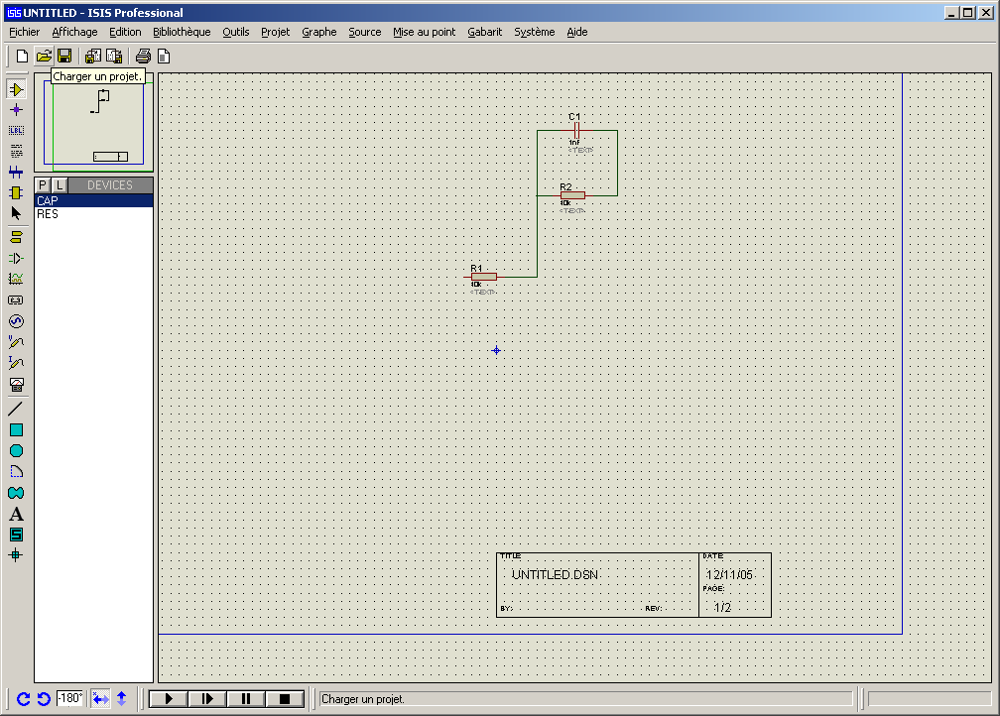 UNTITLED - ISIS Professional
Fichier Affichage Edition Bibliothèque Outils Projet Graphe Source Mise au point Gabarit Système Aide
Charger un projet.
P L DEVICES
CAP
RES
LBL
A
C1
1nF
<TEXT>
R2
10k
<TEXT>
R1
10k
<TEXT>
TITLE:
UNTITLED.DSN
BY:
REV:
DATE:
12/11/05
PAGE:
1/2
-180°
Charger un projet.